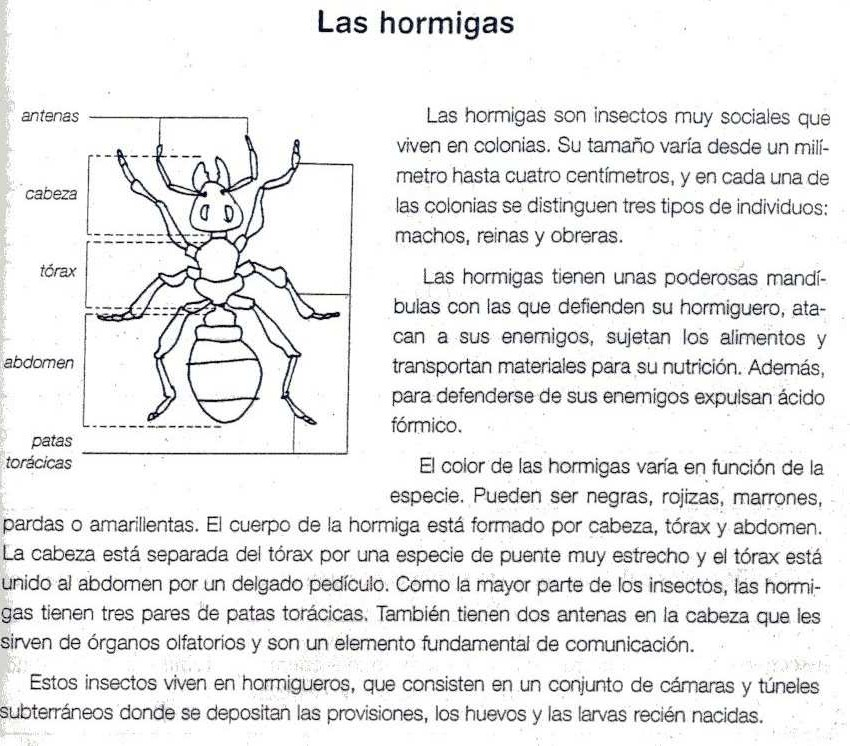 Las hormigas
antenas
cabeza
tórax
abdomen
patas
torácicas
Las hormigas son insectos muy sociales que
viven en colonias. Su tamaño varía desde un milí-
metro hasta cuatro centímetros, y en cada una de
las colonias se distinguen tres tipos de individuos:
machos, reinas y obreras.
Las hormigas tienen unas poderosas mandí-
bulas con las que defienden su hormiguero, ata-
can a sus enemigos, sujetan los alimentos y
transportan materiales para su nutrición. Además,
para defenderse de sus enemigos expulsan ácido
fórmico.
El color de las hormigas varía en función de la
especie. Pueden ser negras, rojizas, marrones,
pardas o amarillentas. El cuerpo de la hormiga está formado por cabeza, tórax y abdomen.
La cabeza está separada del tórax por una especie de puente muy estrecho y el tórax está
unido al abdomen por un delgado pedículo. Como la mayor parte de los insectos, las hormi-
gas tienen tres pares de patas torácicas. También tienen dos antenas en la cabeza que les
sirven de órganos olfatorios y son un elemento fundamental de comunicación.
Estos insectos viven en hormigueros, que consisten en un conjunto de cámaras y túneles
subterráneos donde se depositan las provisiones, los huevos y las larvas recién nacidas.